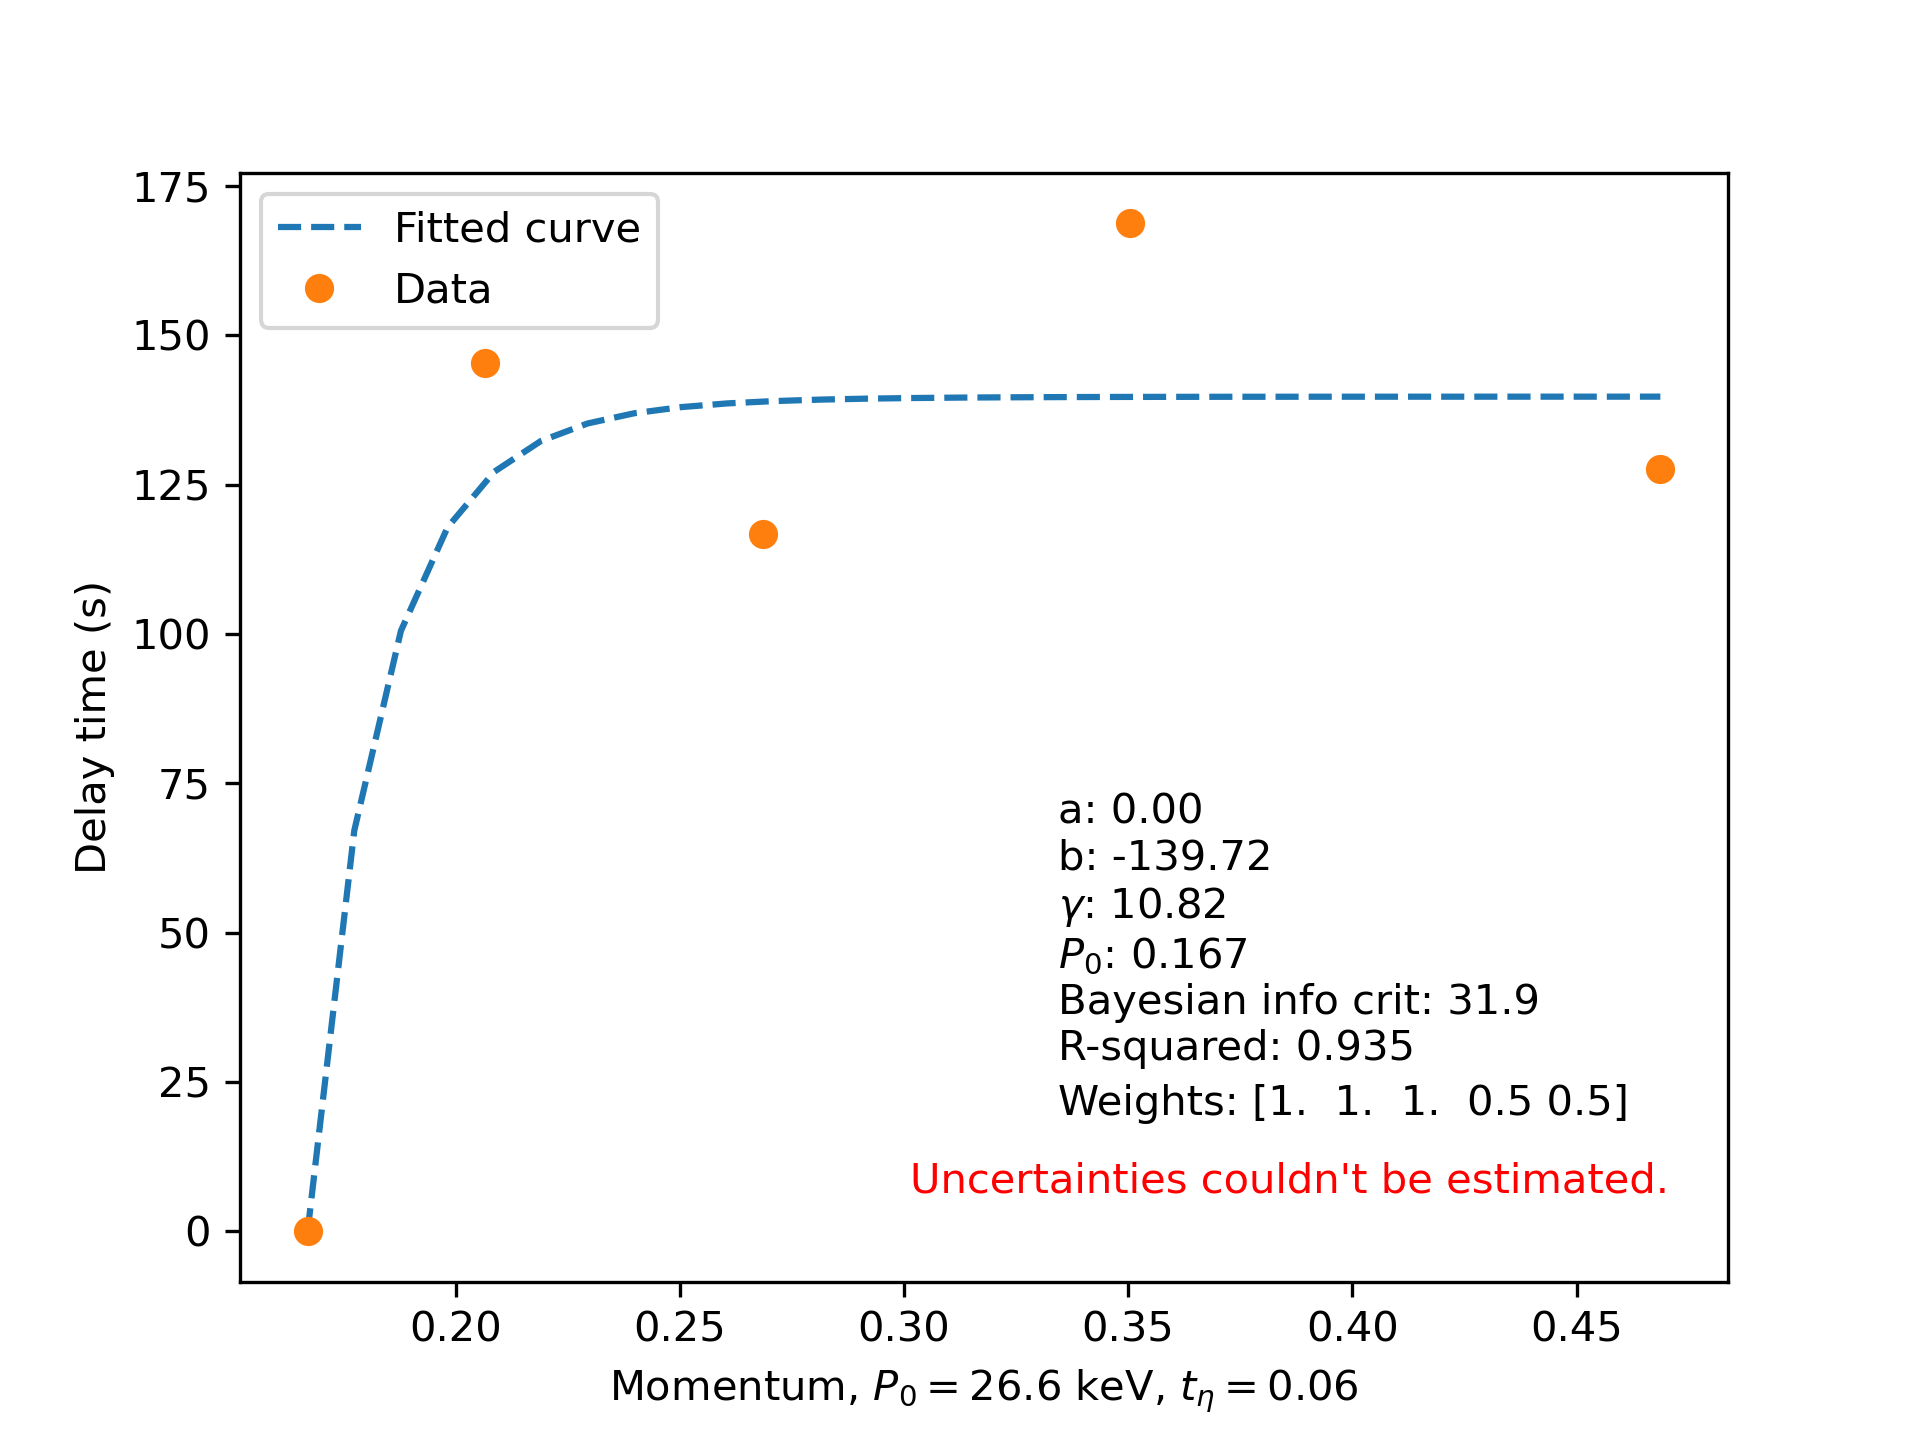 175
150
125
100
75
50
25
0
Delay time (s)
Fitted curve
Data
a: 0.00
b: -139.72
γ: 10.82
P₀: 0.167
Bayesian info crit: 31.9
R-squared: 0.935
Weights: [1.  1.  1.  0.5 0.5]
Uncertainties couldn't be estimated.
0.20 0.25 0.30 0.35 0.40 0.45
Momentum, P₀ = 26.6 keV, tη = 0.06